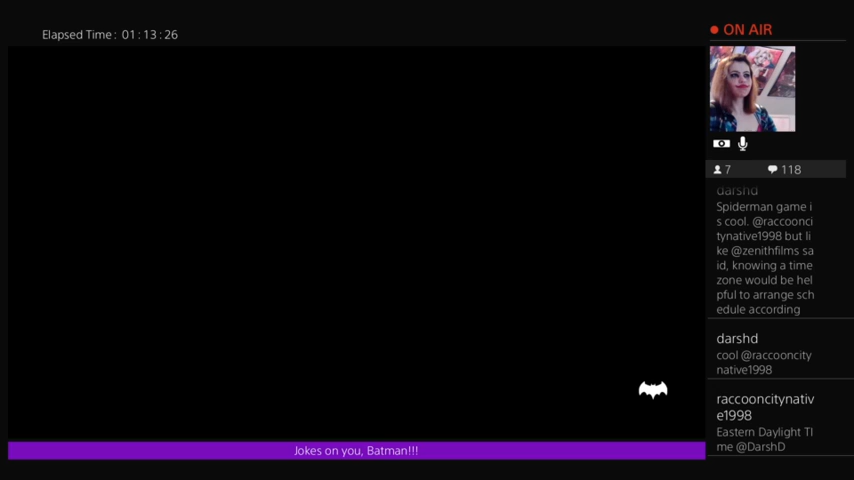 Elapsed Time: 01:13:26
ON AIR
7
118
darshd
Spiderman game i
s cool. @raccoonci
tynative1998 but li
ke @zenithfilms sa
id, knowing a time
zone would be hel
pful to arrange sch
edule according
darshd
cool @raccooncity
native1998
raccooncitynativ
e1998
Eastern Daylight TI
me @DarshD
Jokes on you, Batman!!!